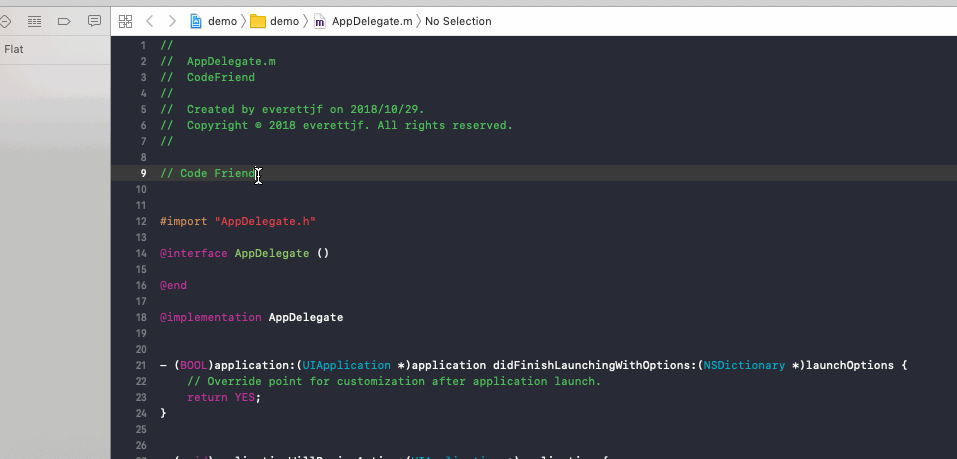 demo demo AppDelegate.m No Selection
Flat
1 //
2 //  AppDelegate.m
3 //  CodeFriend
4 //
5 //  Created by everettjf on 2018/10/29.
6 //  Copyright © 2018 everettjf. All rights reserved.
7 //
8
9 // Code Friend
10
11
12 #import "AppDelegate.h"
13
14 @interface AppDelegate ()
15
16 @end
17
18 @implementation AppDelegate
19
20
21 - (BOOL)application:(UIApplication *)application didFinishLaunchingWithOptions:(NSDictionary *)launchOptions {
22     // Override point for customization after application launch.
23     return YES;
24 }
25
26